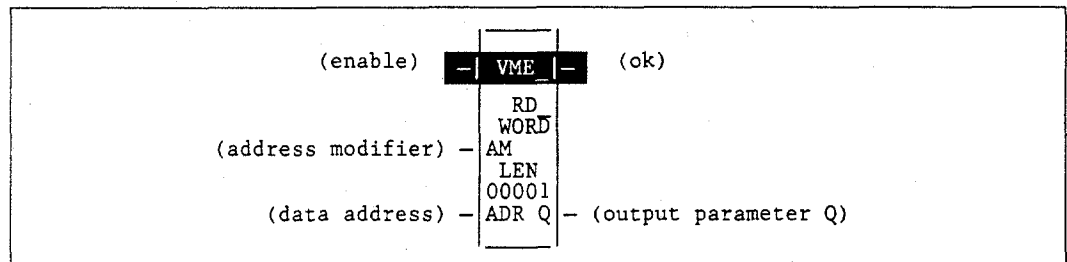 (enable) –| VME_ |– (ok)
RD_
WORD
(address modifier) – AM
LEN
00001
(data address) – ADR Q – (output parameter Q)